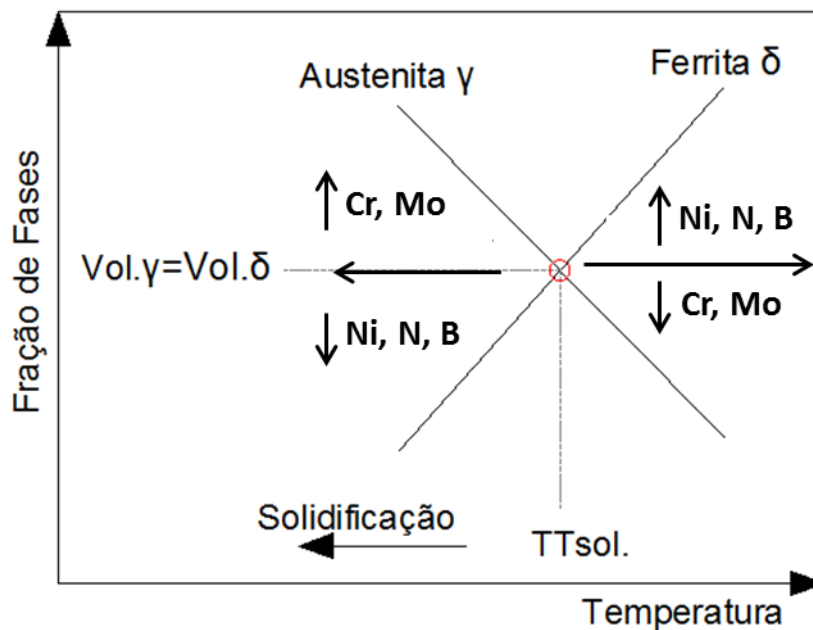 Fração de Fases
Austenita γ
Ferrita δ
Cr, Mo
Ni, N, B
Vol.γ=Vol.δ
Ni, N, B
Cr, Mo
Solidificação
TTsol.
Temperatura